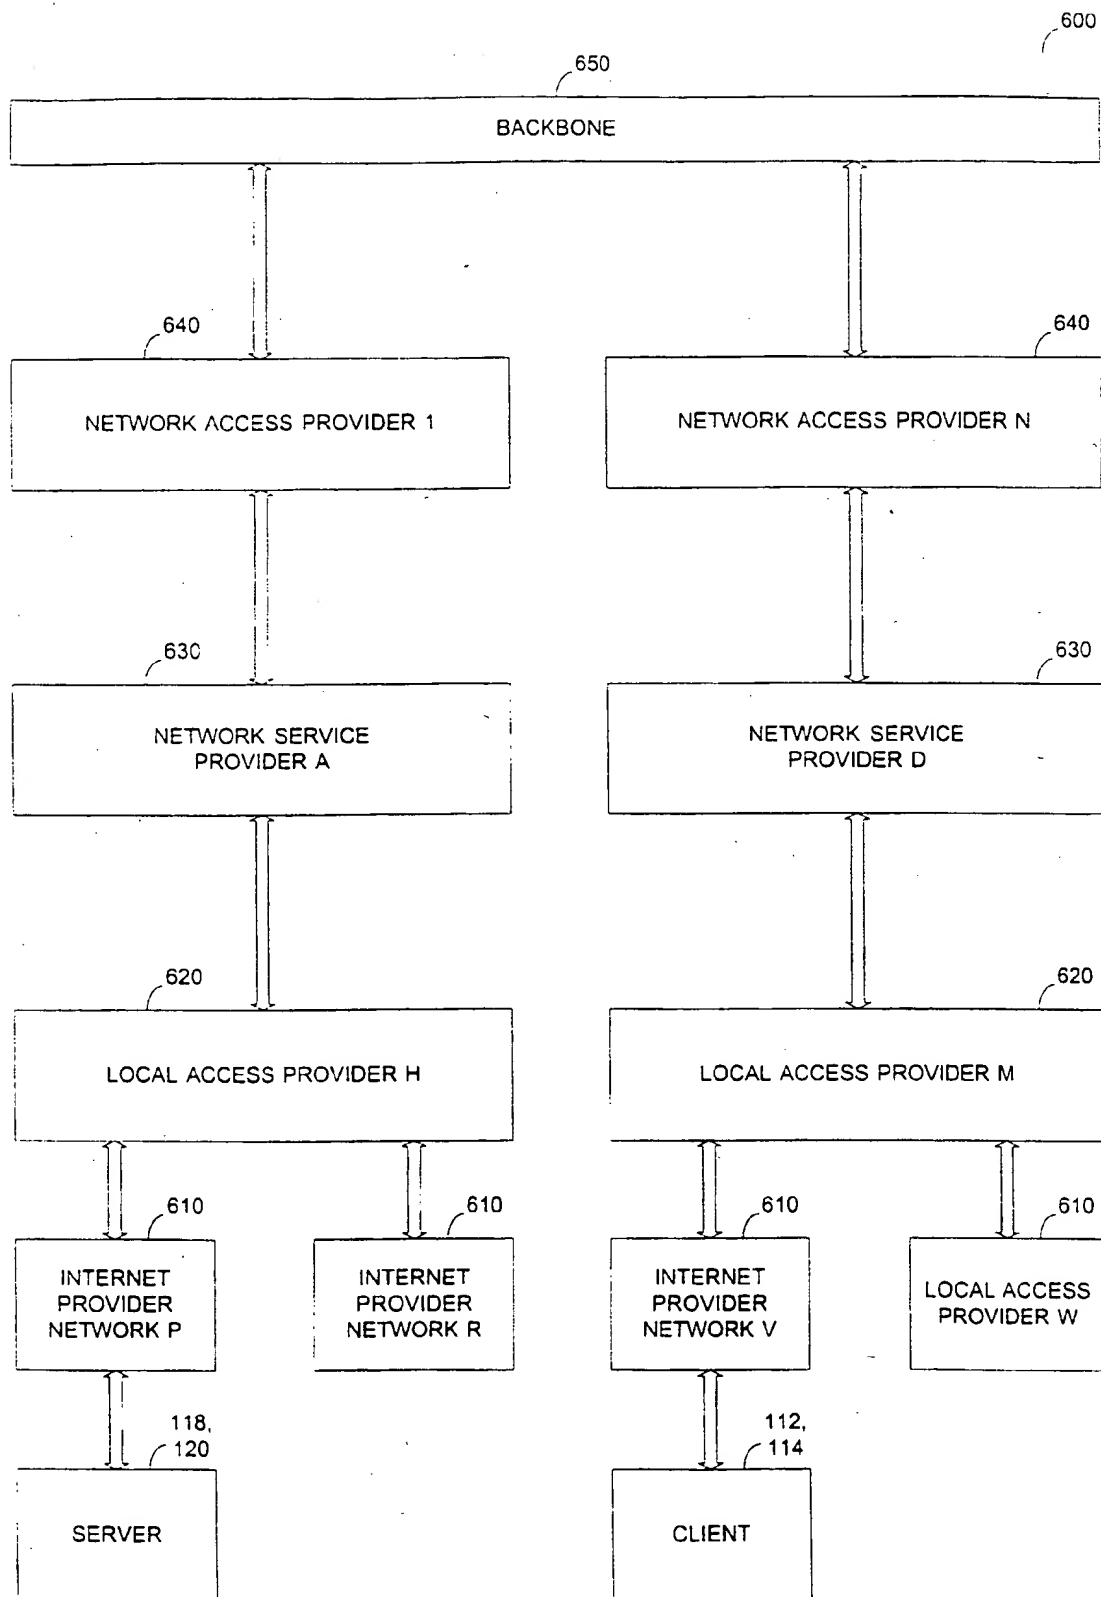 600
650
BACKBONE
640
640
NETWORK ACCESS PROVIDER 1
NETWORK ACCESS PROVIDER N
630
630
NETWORK SERVICE
PROVIDER A
NETWORK SERVICE
PROVIDER D
620
620
LOCAL ACCESS PROVIDER H
LOCAL ACCESS PROVIDER M
610
610
610
610
INTERNET
PROVIDER
NETWORK P
INTERNET
PROVIDER
NETWORK R
INTERNET
PROVIDER
NETWORK V
LOCAL ACCESS
PROVIDER W
118,
120
112,
114
SERVER
CLIENT